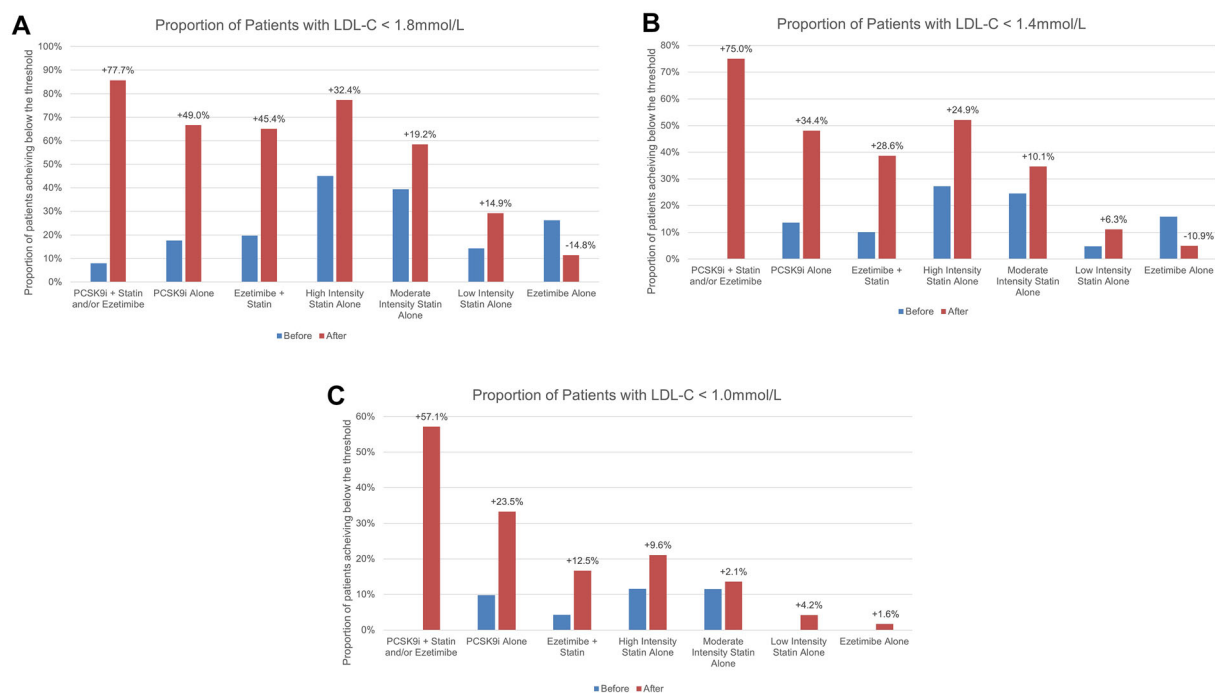 A
Proportion of Patients with LDL-C < 1.8mmol/L
Proportion of patients acheiving below the threshold
100%
90%
80%
70%
60%
50%
40%
30%
20%
10%
0%
+77.7%
+49.0%
+45.4%
+32.4%
+19.2%
+14.9%
-14.8%
PCSK9i + Statin
and/or Ezetimibe
PCSK9i Alone
Ezetimibe +
Statin
High Intensity
Statin Alone
Moderate
Intensity Statin
Alone
Low Intensity
Statin Alone
Ezetimibe Alone
Before
After
B
Proportion of Patients with LDL-C < 1.4mmol/L
Proportion of patients acheiving below the threshold
80%
70%
60%
50%
40%
30%
20%
10%
0%
+75.0%
+34.4%
+28.6%
+24.9%
+10.1%
+6.3%
-10.9%
PCSK9i + Statin
and/or Ezetimibe
PCSK9i Alone
Ezetimibe +
Statin
High Intensity
Statin Alone
Moderate
Intensity Statin
Alone
Low Intensity
Statin Alone
Ezetimibe Alone
Before
After
C
Proportion of Patients with LDL-C < 1.0mmol/L
Proportion of patients acheiving below the threshold
60%
50%
40%
30%
20%
10%
0%
+57.1%
+23.5%
+12.5%
+9.6%
+2.1%
+4.2%
+1.6%
PCSK9i + Statin
and/or Ezetimibe
PCSK9i Alone
Ezetimibe +
Statin
High Intensity
Statin Alone
Moderate
Intensity Statin
Alone
Low Intensity
Statin Alone
Ezetimibe Alone
Before
After